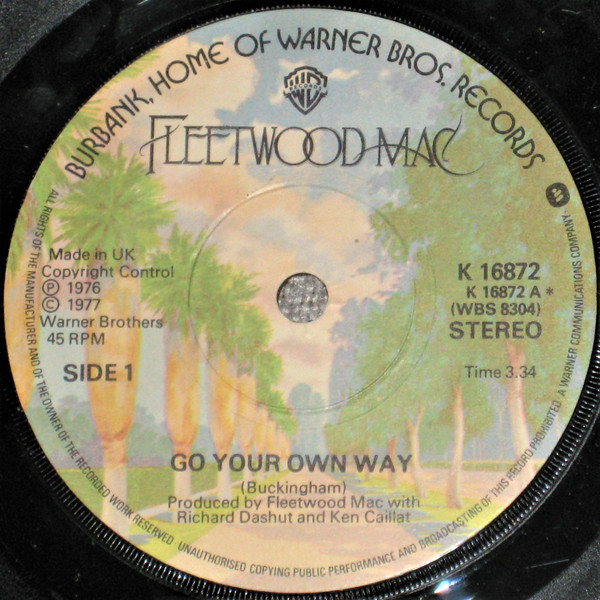 BURBANK, HOME OF WARNER BROS. RECORDS
WB
RECORDS
FLEETWOOD MAC
Made in UK
Copyright Control
Ⓟ 1976
© 1977
Warner Brothers
45 RPM
SIDE 1
K 16872
K 16872 A *
(WBS 8304)
STEREO
Time 3.34
GO YOUR OWN WAY
(Buckingham)
Produced by Fleetwood Mac with
Richard Dashut and Ken Caillat
ALL RIGHTS OF THE MANUFACTURER AND OF THE OWNER OF THE RECORDED WORK RESERVED UNAUTHORISED COPYING PUBLIC PERFORMANCE AND BROADCASTING OF THIS RECORD PROHIBITED. A WARNER COMMUNICATIONS COMPANY